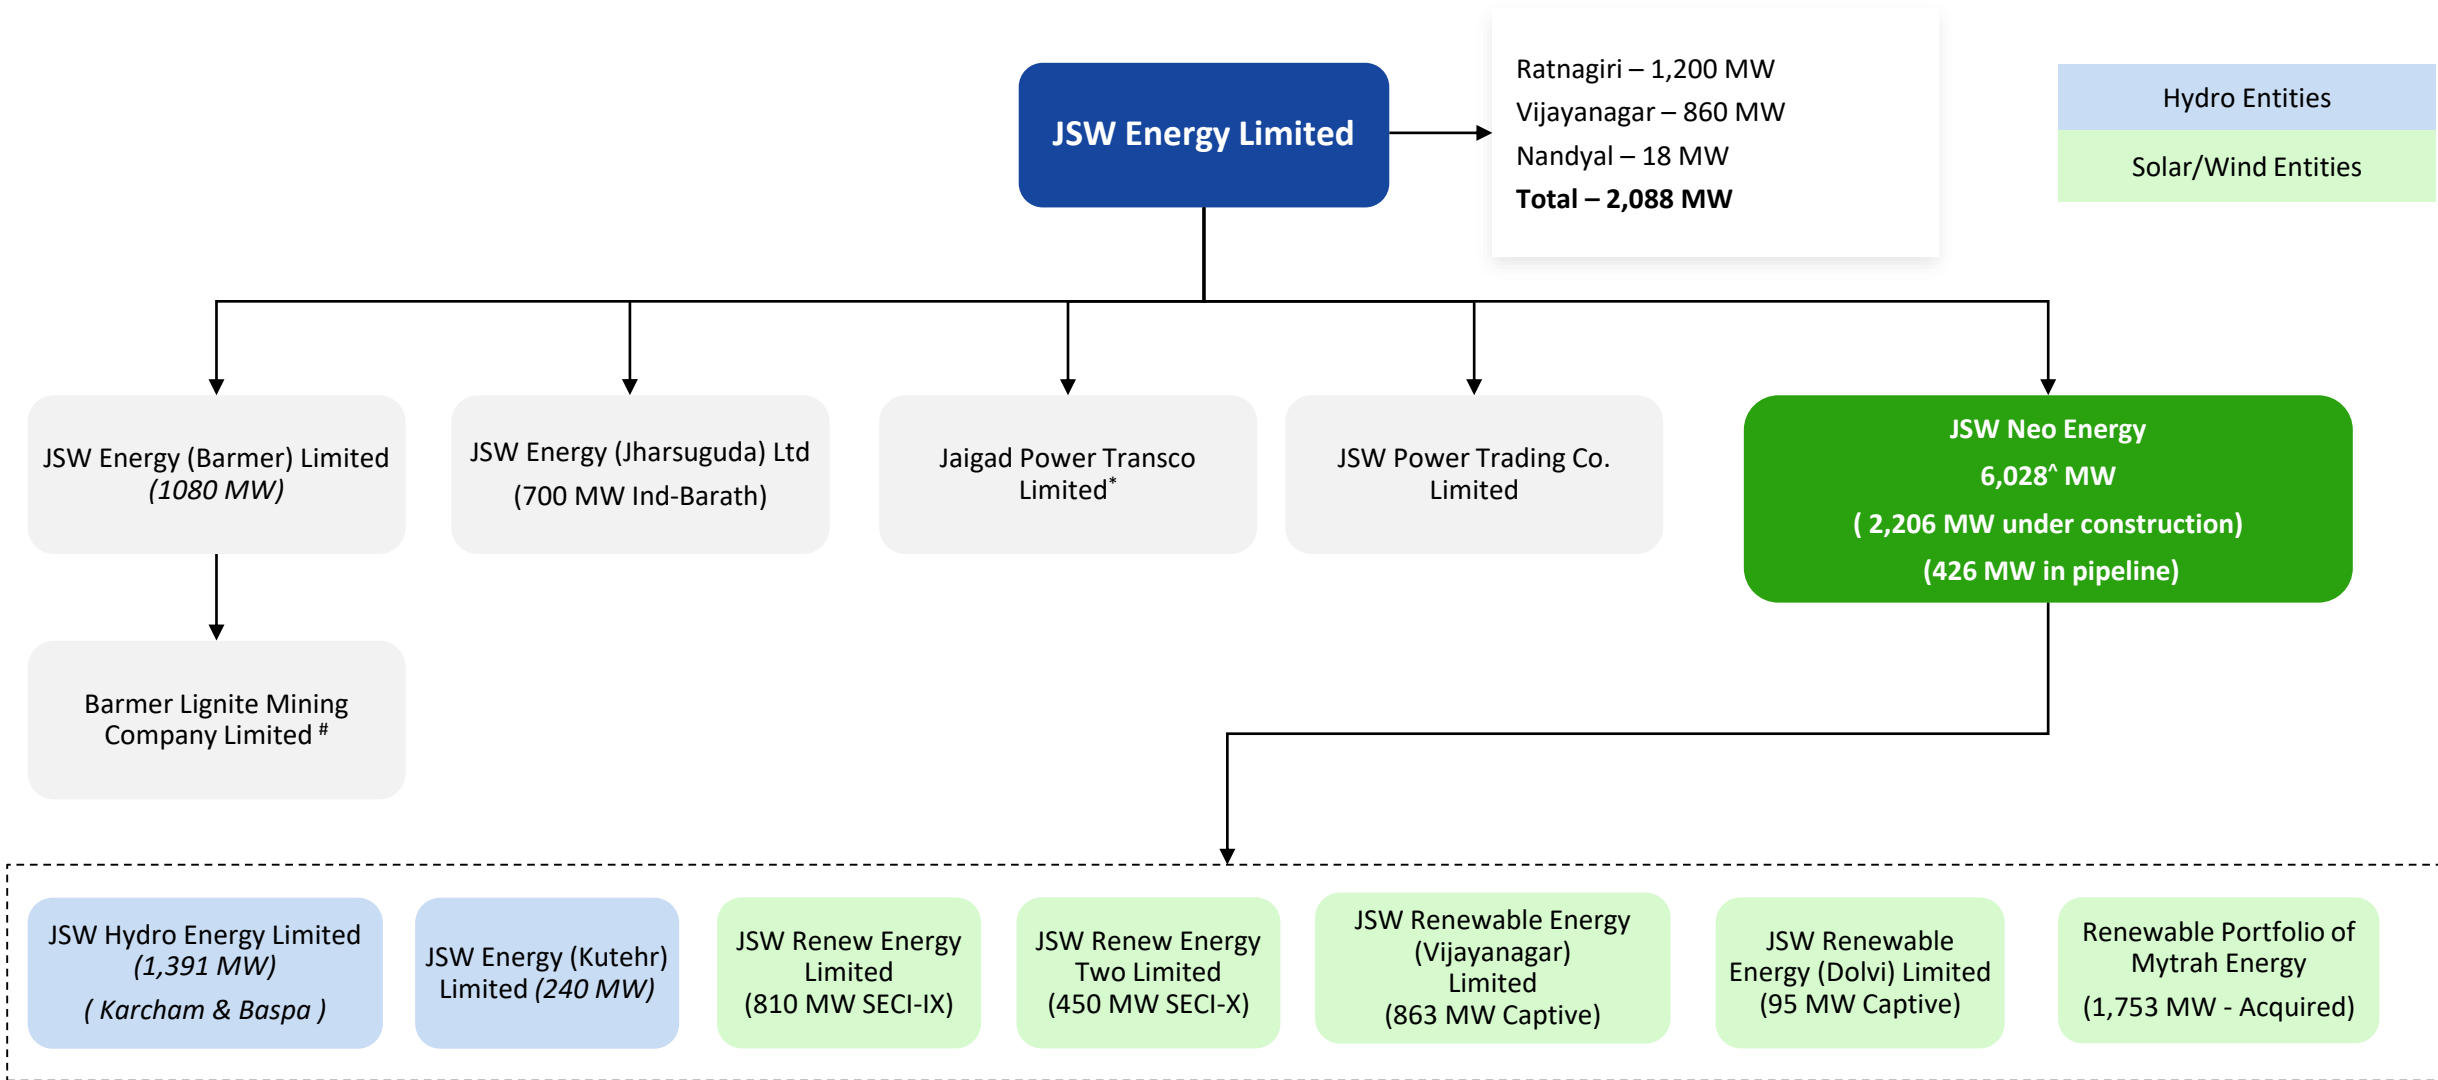 JSW Energy Limited
Ratnagiri – 1,200 MW
Vijayanagar – 860 MW
Nandyal – 18 MW
Total – 2,088 MW
Hydro Entities
Solar/Wind Entities
JSW Energy (Barmer) Limited
(1080 MW)
JSW Energy (Jharsuguda) Ltd
(700 MW Ind-Barath)
Jaigad Power Transco
Limited*
JSW Power Trading Co.
Limited
JSW Neo Energy
6,028^ MW
( 2,206 MW under construction)
(426 MW in pipeline)
Barmer Lignite Mining
Company Limited #
JSW Hydro Energy Limited
(1,391 MW)
( Karcham & Baspa )
JSW Energy (Kutehr)
Limited (240 MW)
JSW Renew Energy
Limited
(810 MW SECI-IX)
JSW Renew Energy
Two Limited
(450 MW SECI-X)
JSW Renewable Energy
(Vijayanagar)
Limited
(863 MW Captive)
JSW Renewable
Energy (Dolvi) Limited
(95 MW Captive)
Renewable Portfolio of
Mytrah Energy
(1,753 MW - Acquired)